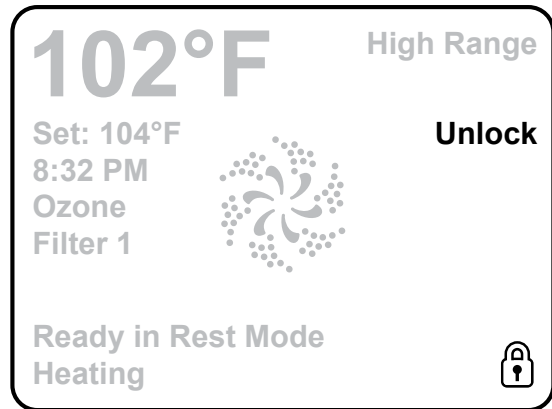 102°F
High Range
Set: 104°F
Unlock
8:32 PM
Ozone
Filter 1
Ready in Rest Mode
Heating